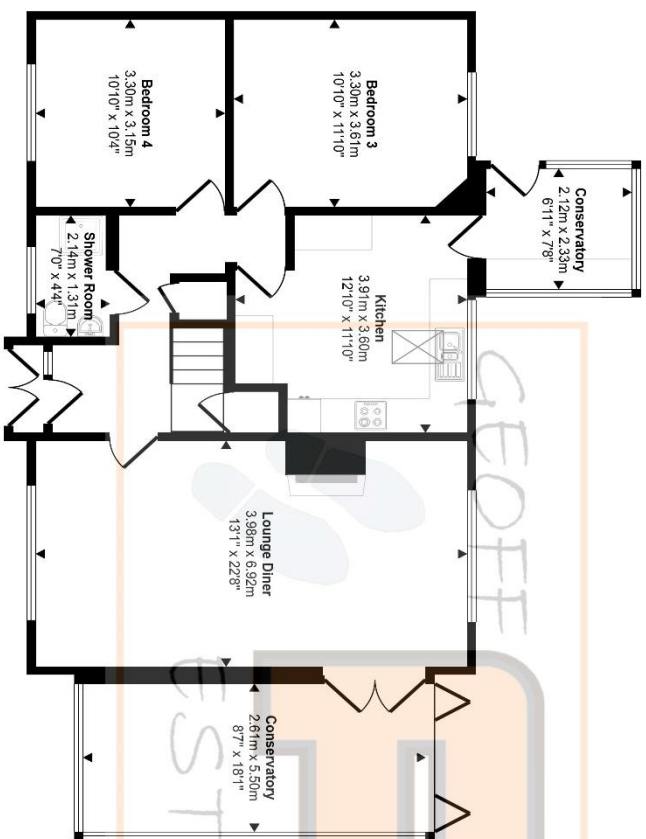 Bedroom 4
3.30m x 3.15m
10'10" x 10'4"
Bedroom 3
3.30m x 3.61m
10'10" x 11'10"
Conservatory
2.12m x 2.33m
6'11" x 7'8"
Shower Room
2.14m x 1.31m
7'0" x 4'4"
Kitchen
3.91m x 3.60m
12'10" x 11'10"
Lounge Diner
3.98m x 6.92m
13'1" x 22'8"
Conservatory
2.61m x 5.50m
8'7" x 18'1"
GEOFF
EST